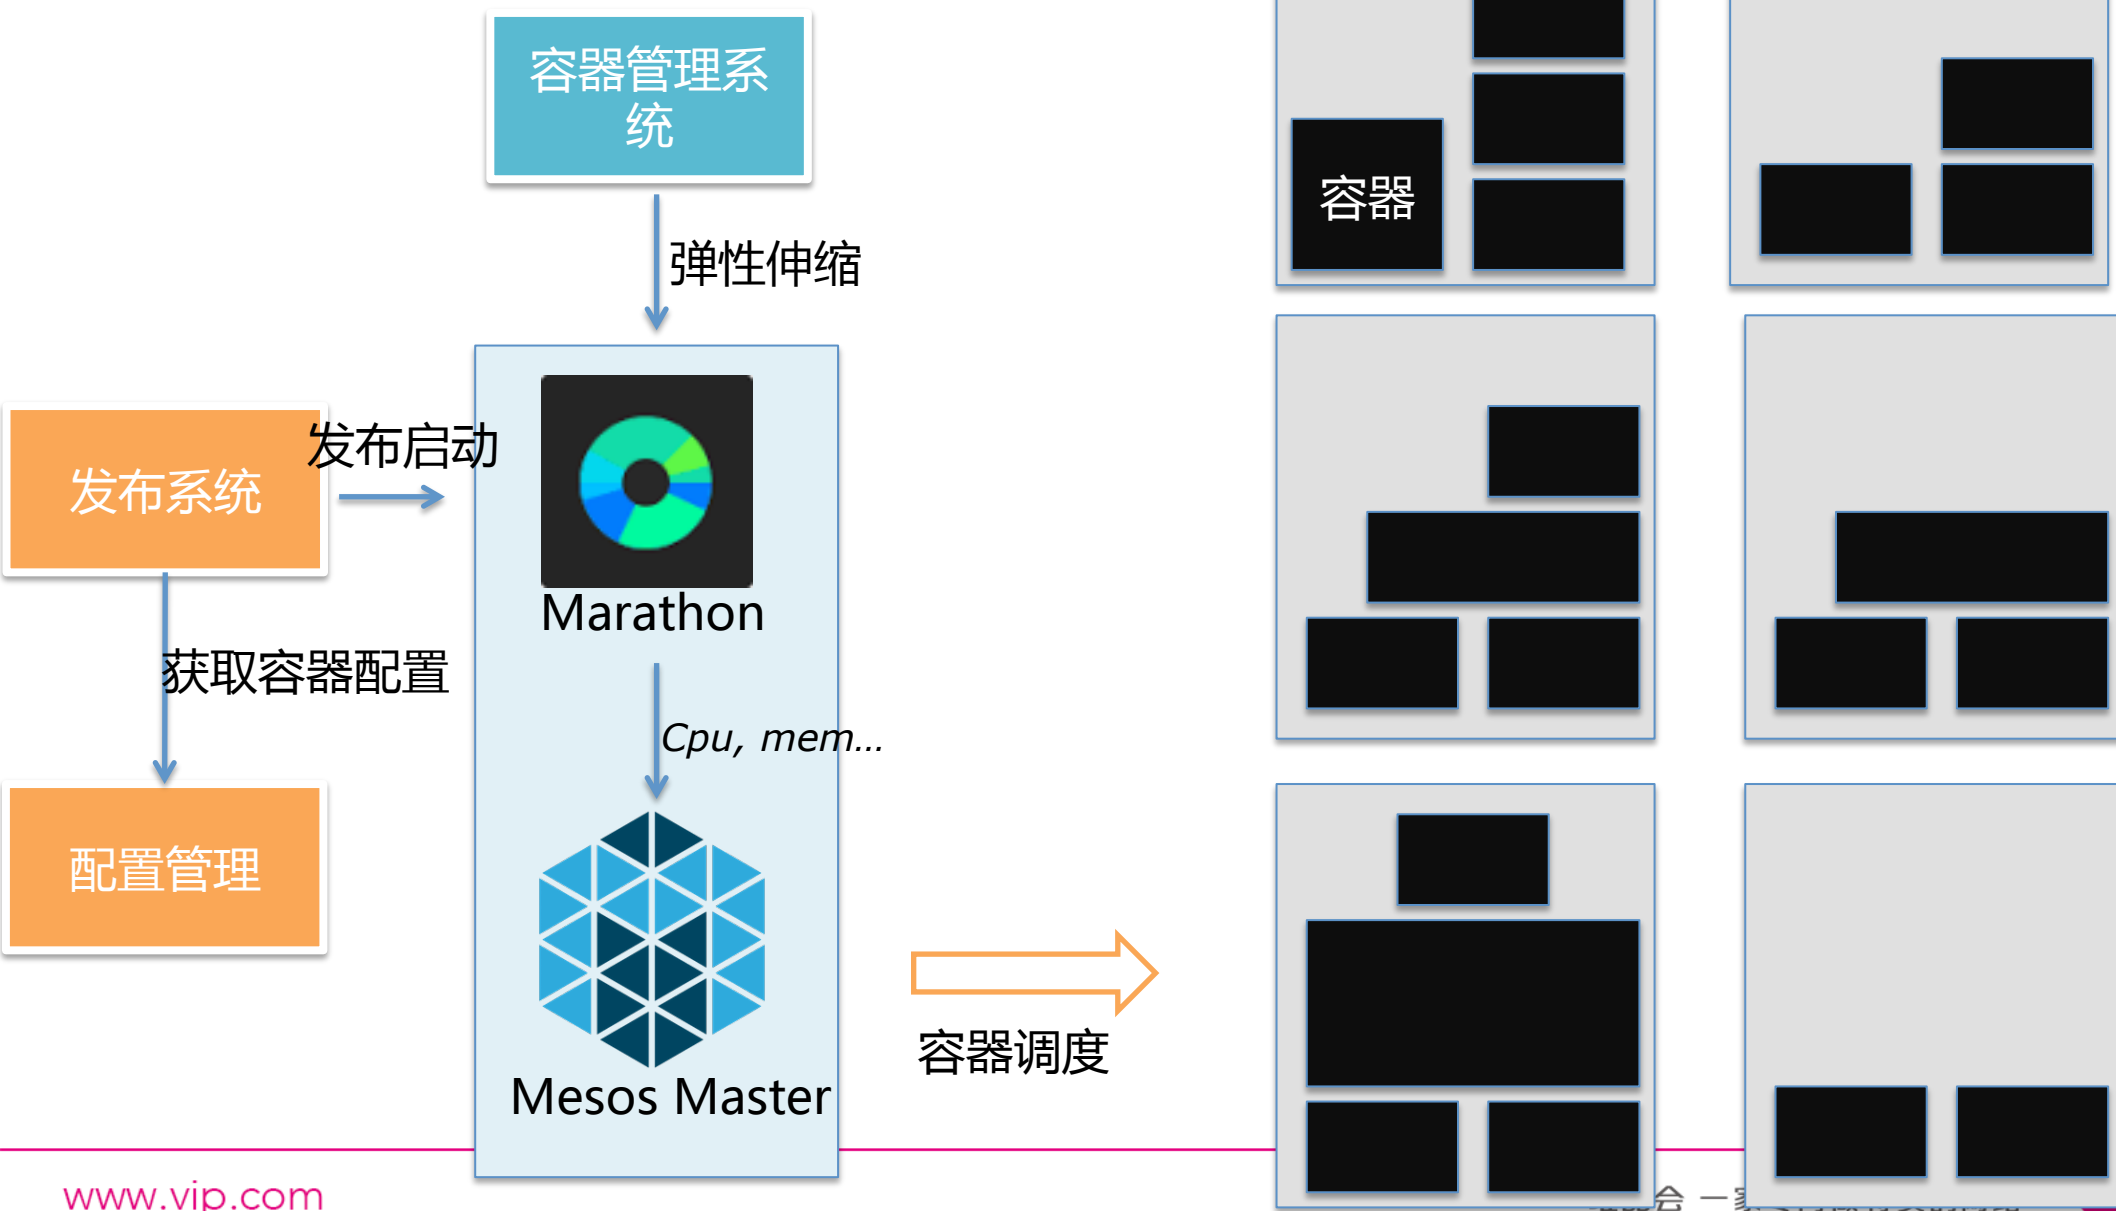 容器管理系
统
弹性伸缩
容器
发布启动
发布系统
Marathon
获取容器配置
Cpu, mem...
配置管理
容器调度
Mesos Master
www.vip.com